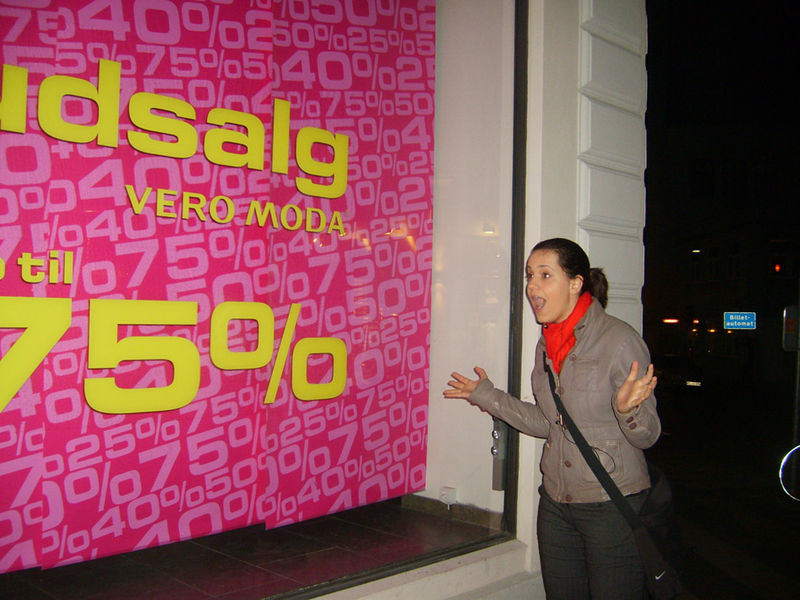 udsalg
VERO MODA
til
75%
Billet-
automat